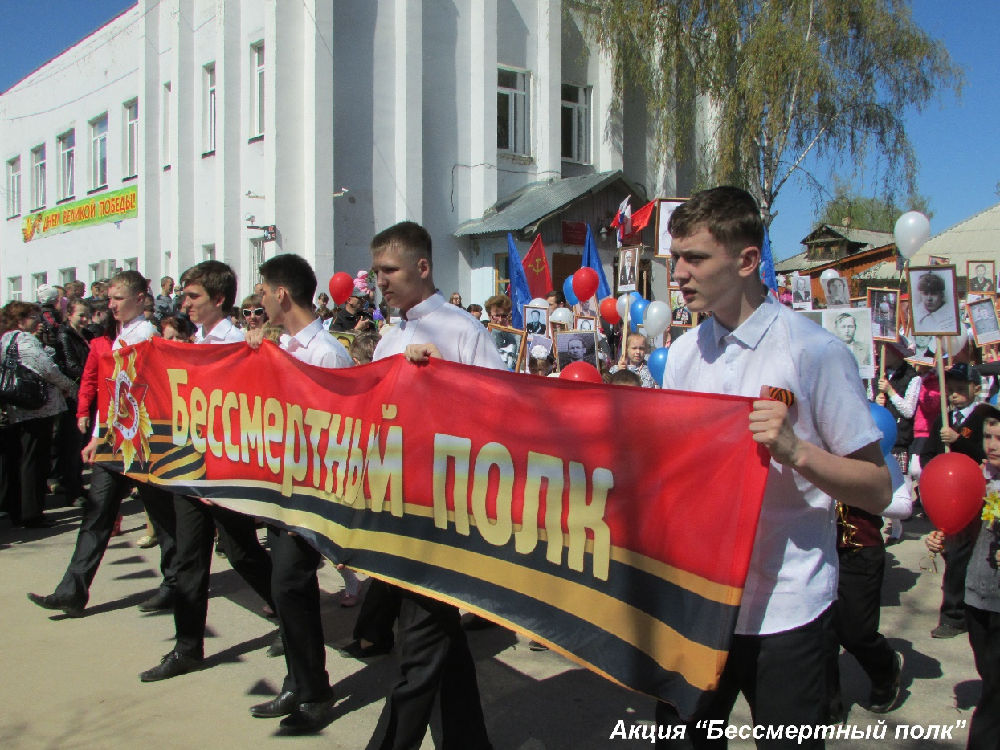 ДНЕМ ВЕЛИКОЙ ПОБЕДЫ!
Бессмертный полк
Акция “Бессмертный полк”